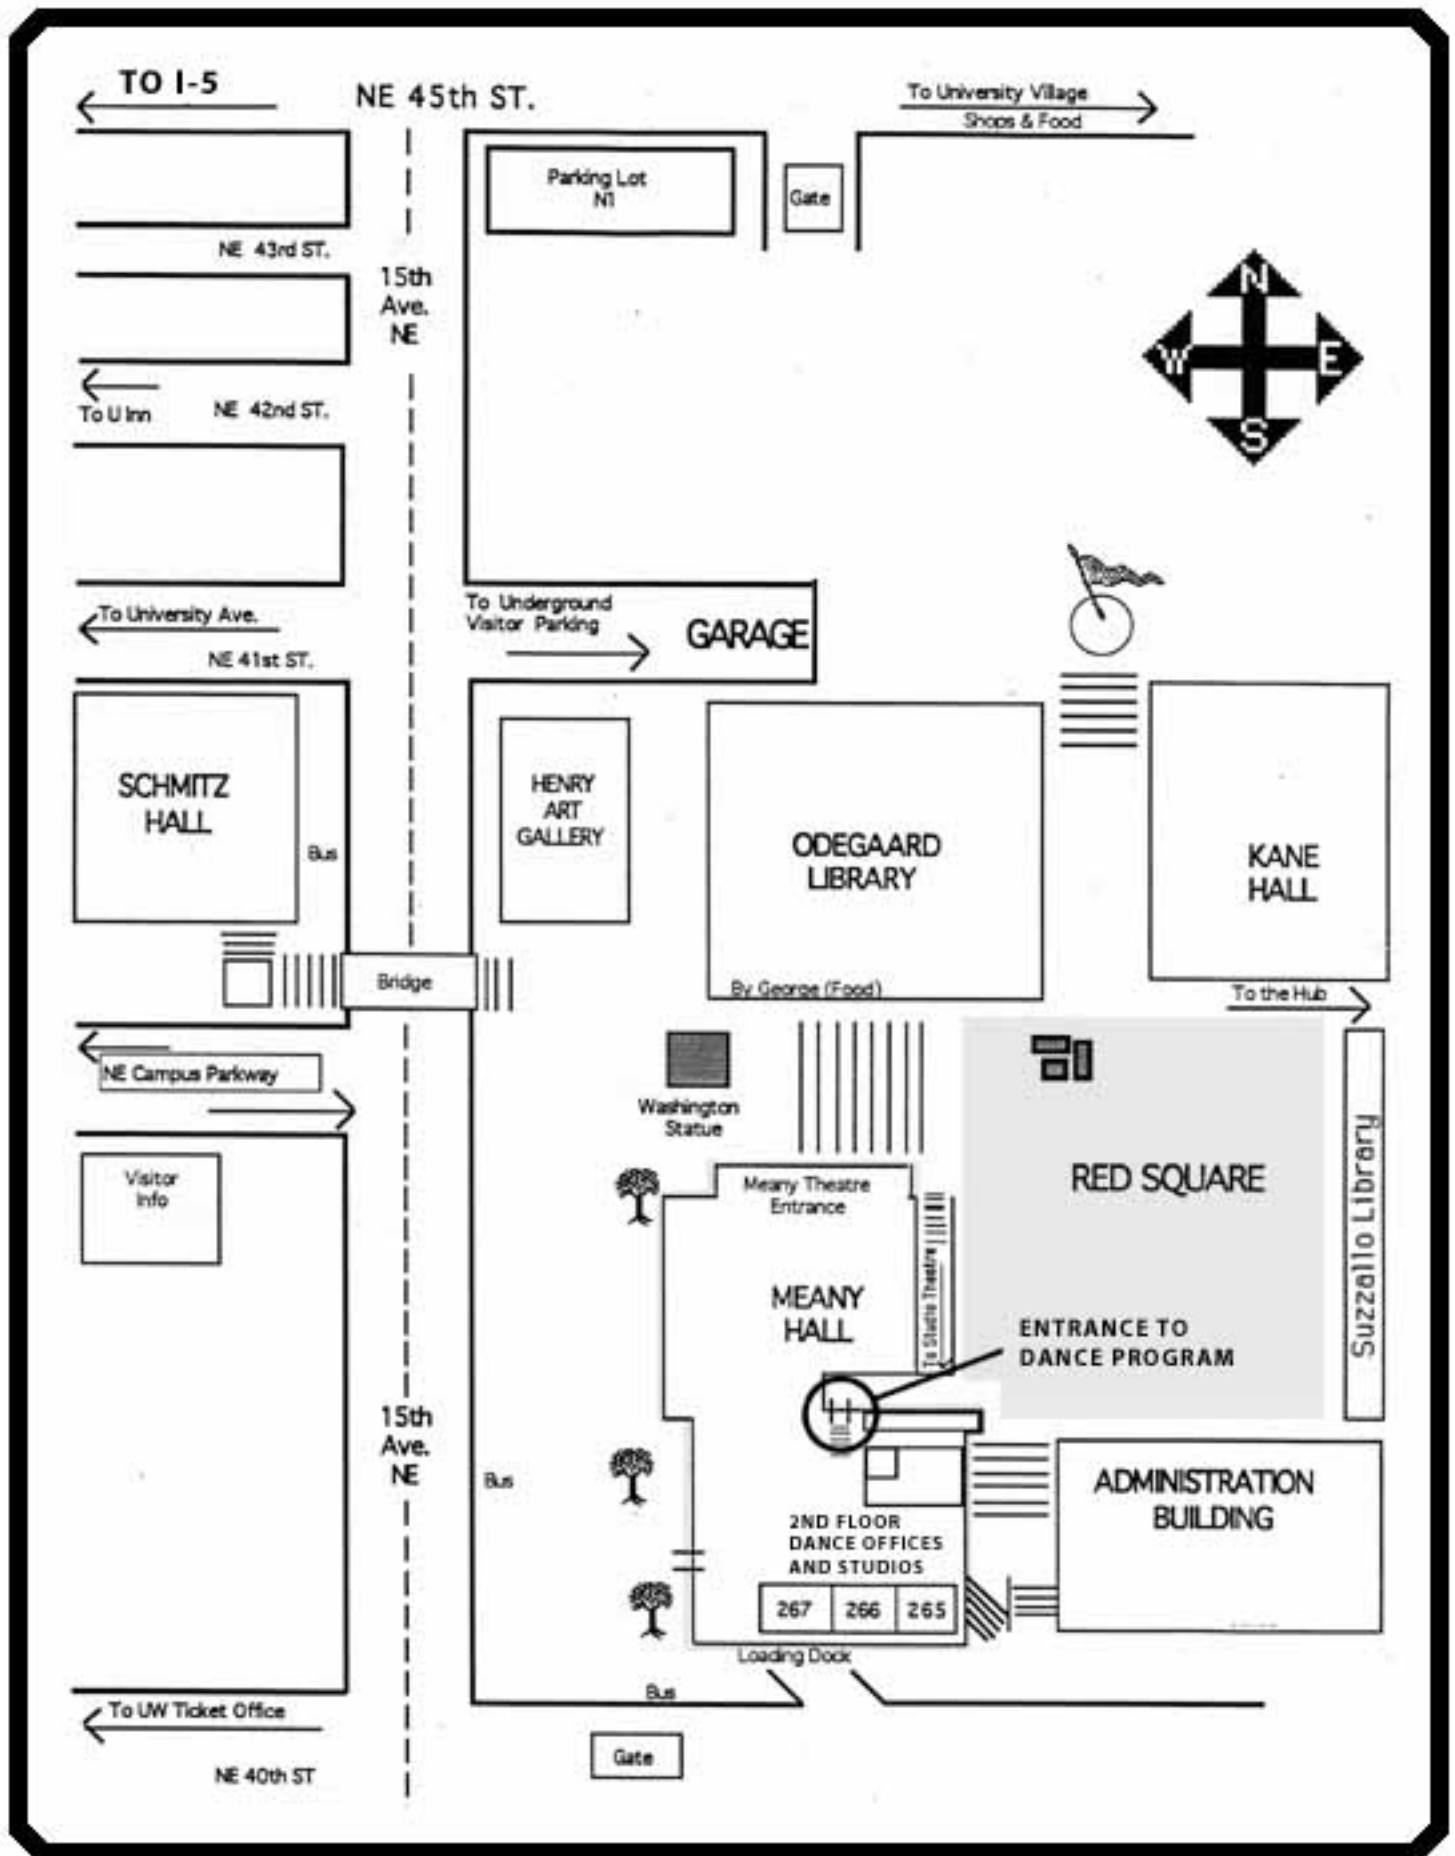 TO I-5
NE 45th ST.
To University Village
Shops & Food
Parking Lot
N1
Gate
NE 43rd ST.
15th
Ave.
NE
N
W
E
S
To U Inn
NE 42nd ST.
To University Ave.
NE 41st ST.
To Underground
Visitor Parking
GARAGE
SCHMITZ
HALL
Bus
HENRY
ART
GALLERY
ODEGAARD
LIBRARY
By George (Food)
KANE
HALL
Bridge
To the Hub
NE Campus Parkway
Washington
Statue
Visitor
Info
Meany Theatre
Entrance
RED SQUARE
Suzzallo Library
To Studio Theatre
MEANY
HALL
ENTRANCE TO
DANCE PROGRAM
15th
Ave.
NE
Bus
ADMINISTRATION
BUILDING
2ND FLOOR
DANCE OFFICES
AND STUDIOS
267
266
265
Loading Dock
Bus
To UW Ticket Office
Gate
NE 40th ST